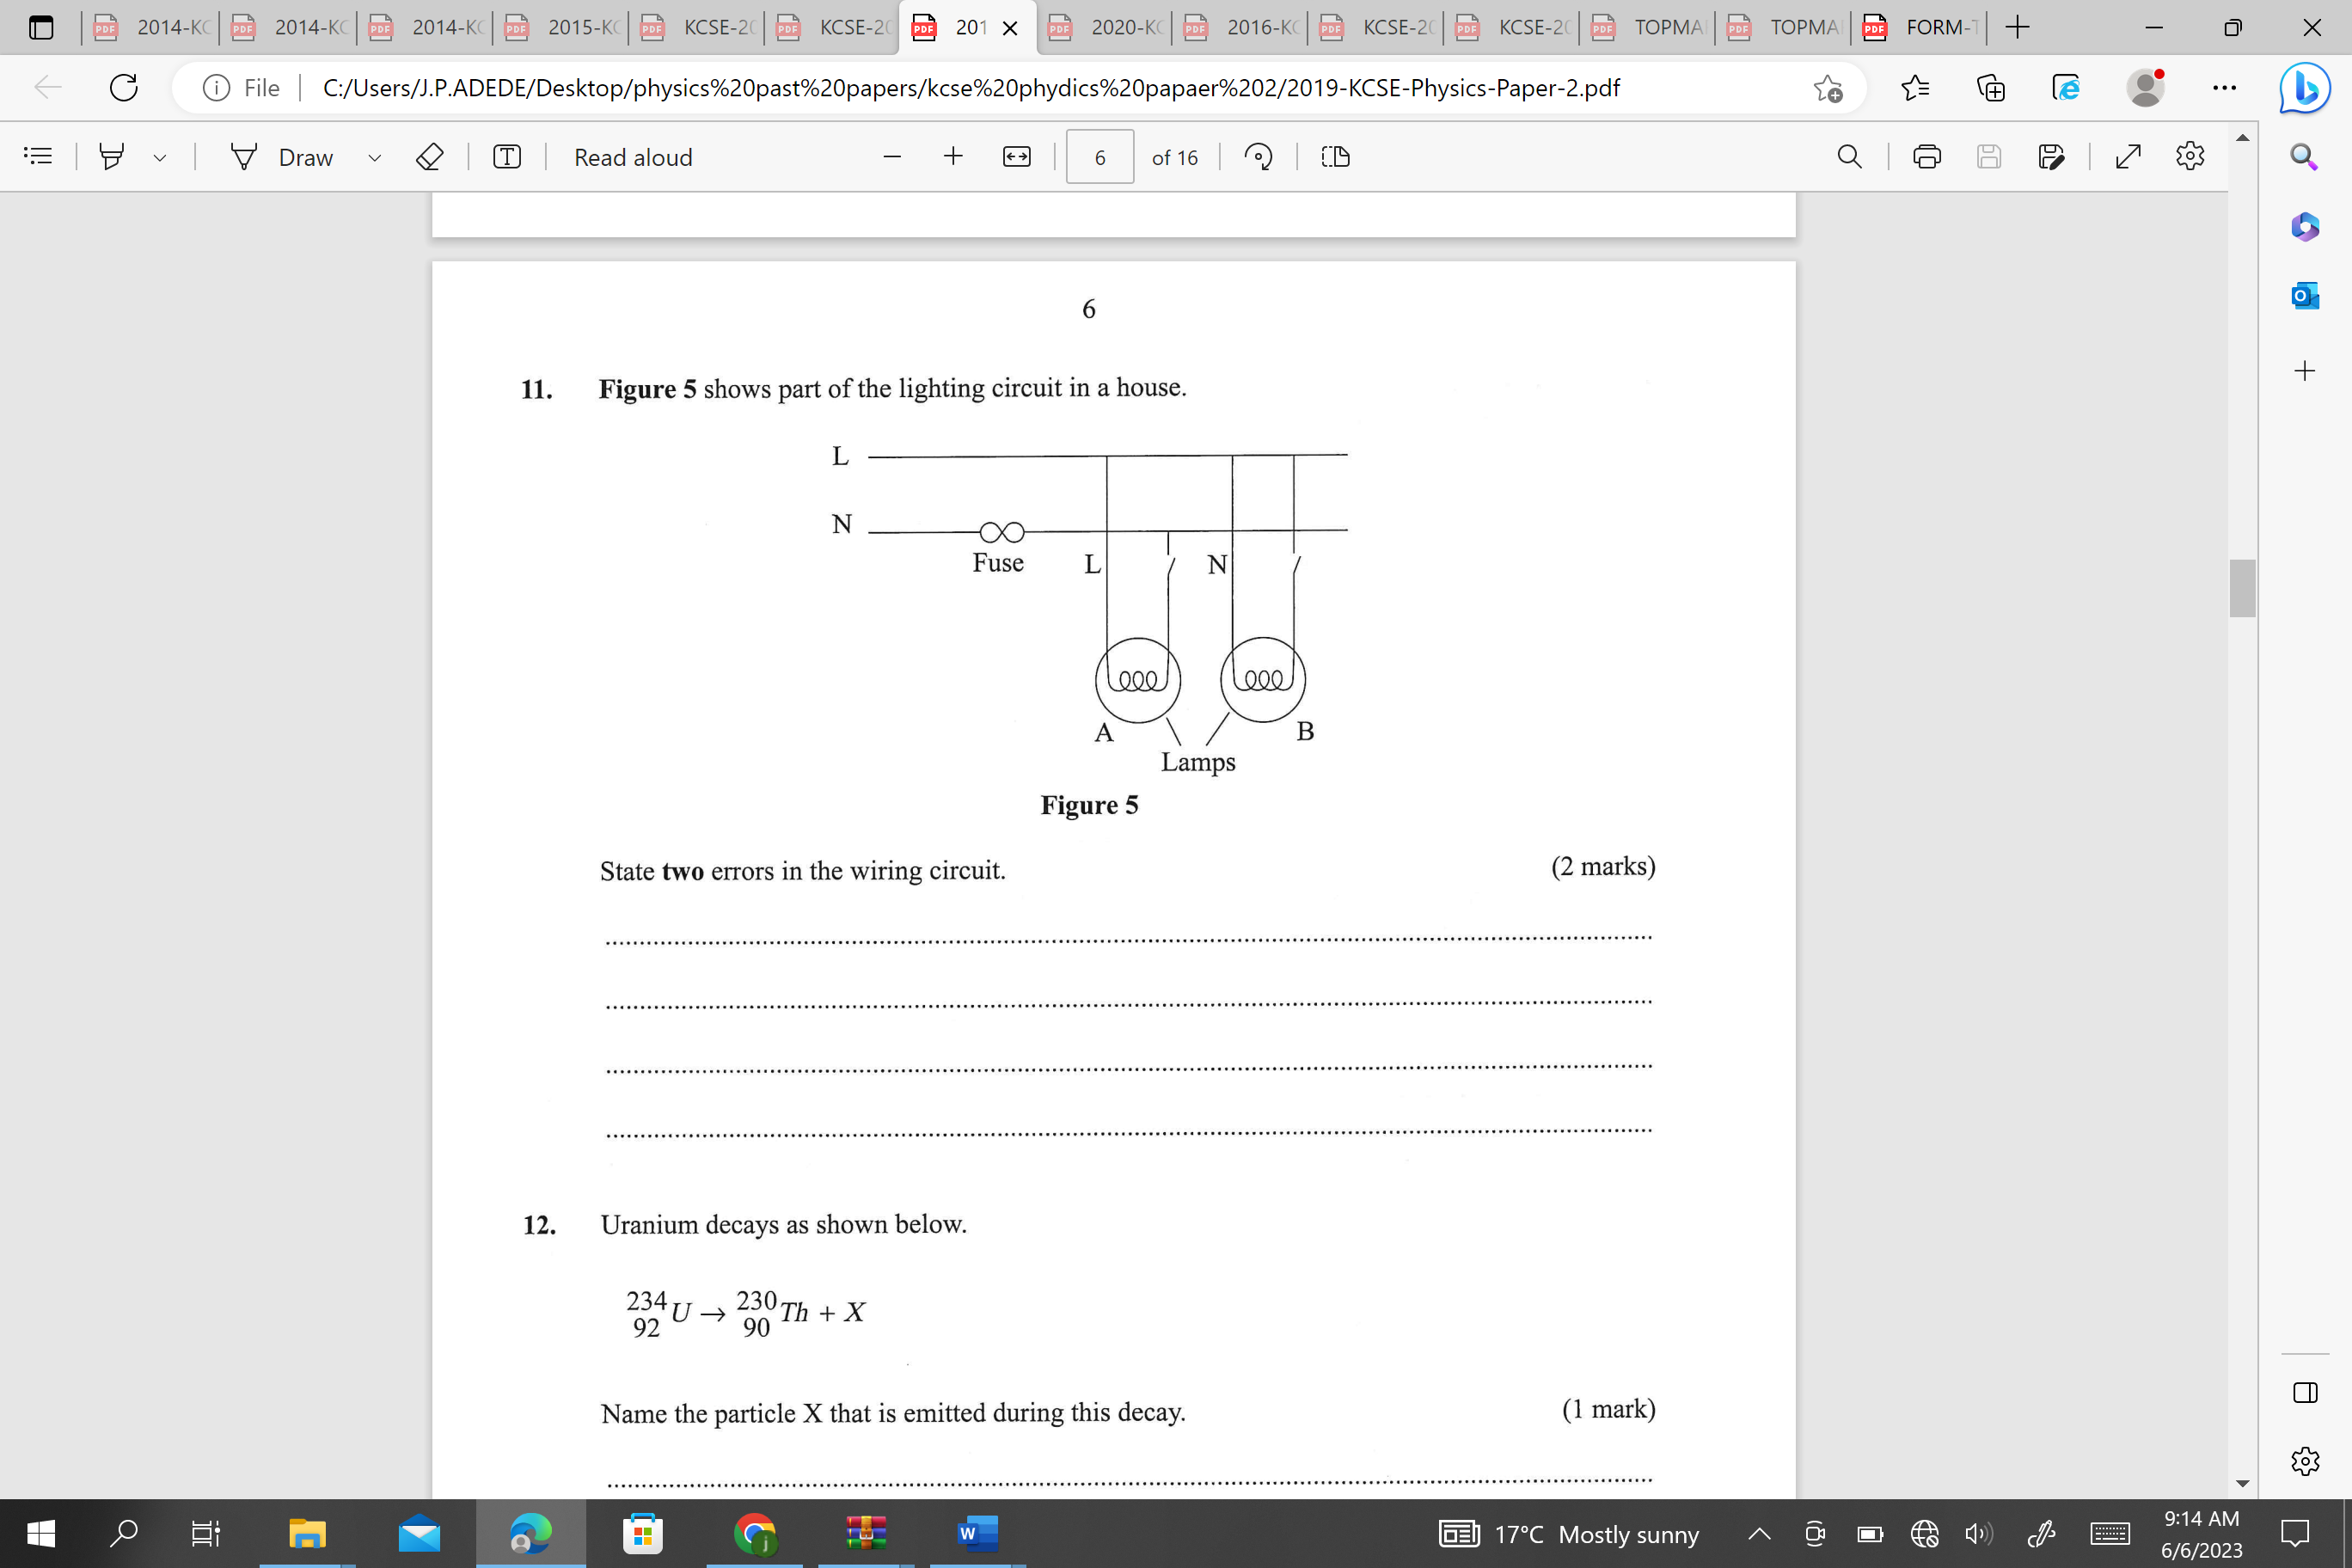 2014-KC
2014-KC
2014-KC
2015-KC
KCSE-20
KCSE-20
201
2020-KC
2016-KC
KCSE-20
KCSE-20
TOPMA
TOPMA
FORM-T
File
C:/Users/J.P.ADEDE/Desktop/physics%20past%20papers/kcse%20phydics%20papaer%202/2019-KCSE-Physics-Paper-2.pdf
Draw
Read aloud
6
of 16
6
11. Figure 5 shows part of the lighting circuit in a house.
L
N
Fuse
L
N
A
B
Lamps
Figure 5
State two errors in the wiring circuit. (2 marks)
12. Uranium decays as shown below.
234 230
U → Th + X
92 90
Name the particle X that is emitted during this decay. (1 mark)
17°C Mostly sunny
9:14 AM
6/6/2023